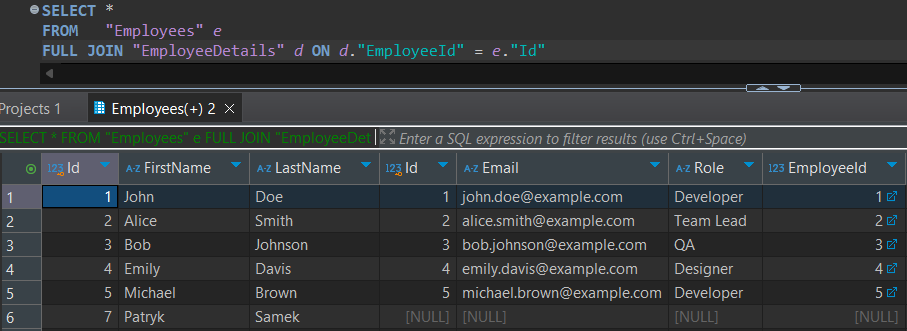 SELECT *
FROM "Employees" e
FULL JOIN "EmployeeDetails" d ON d."EmployeeId" = e."Id"
Projects 1 Employees(+) 2
SELECT * FROM "Employees" e FULL JOIN "EmployeeDet Enter a SQL expression to filter results (use Ctrl+Space)
123 Id A-Z FirstName A-Z LastName 123 Id A-Z Email A-Z Role 123 EmployeeId
1 1 John Doe 1 john.doe@example.com Developer 1
2 2 Alice Smith 2 alice.smith@example.com Team Lead 2
3 3 Bob Johnson 3 bob.johnson@example.com QA 3
4 4 Emily Davis 4 emily.davis@example.com Designer 4
5 5 Michael Brown 5 michael.brown@example.com Developer 5
6 7 Patryk Samek [NULL] [NULL] [NULL] [NULL]